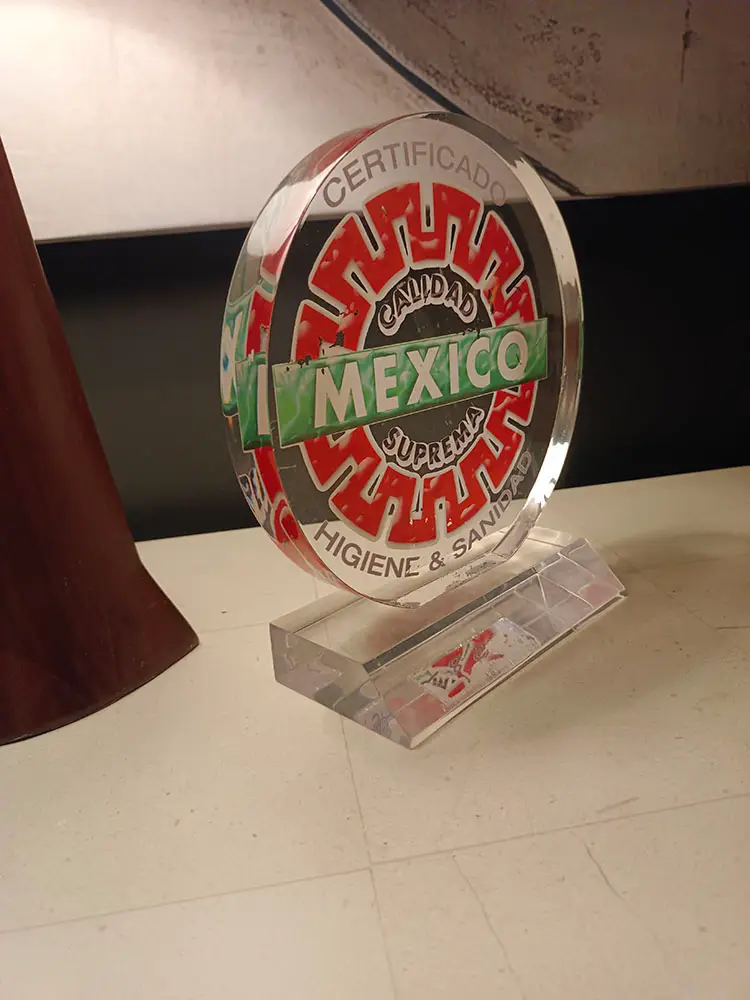 CERTIFICADO
CALIDAD
MEXICO
SUPREMA
HIGIENE & SANIDAD